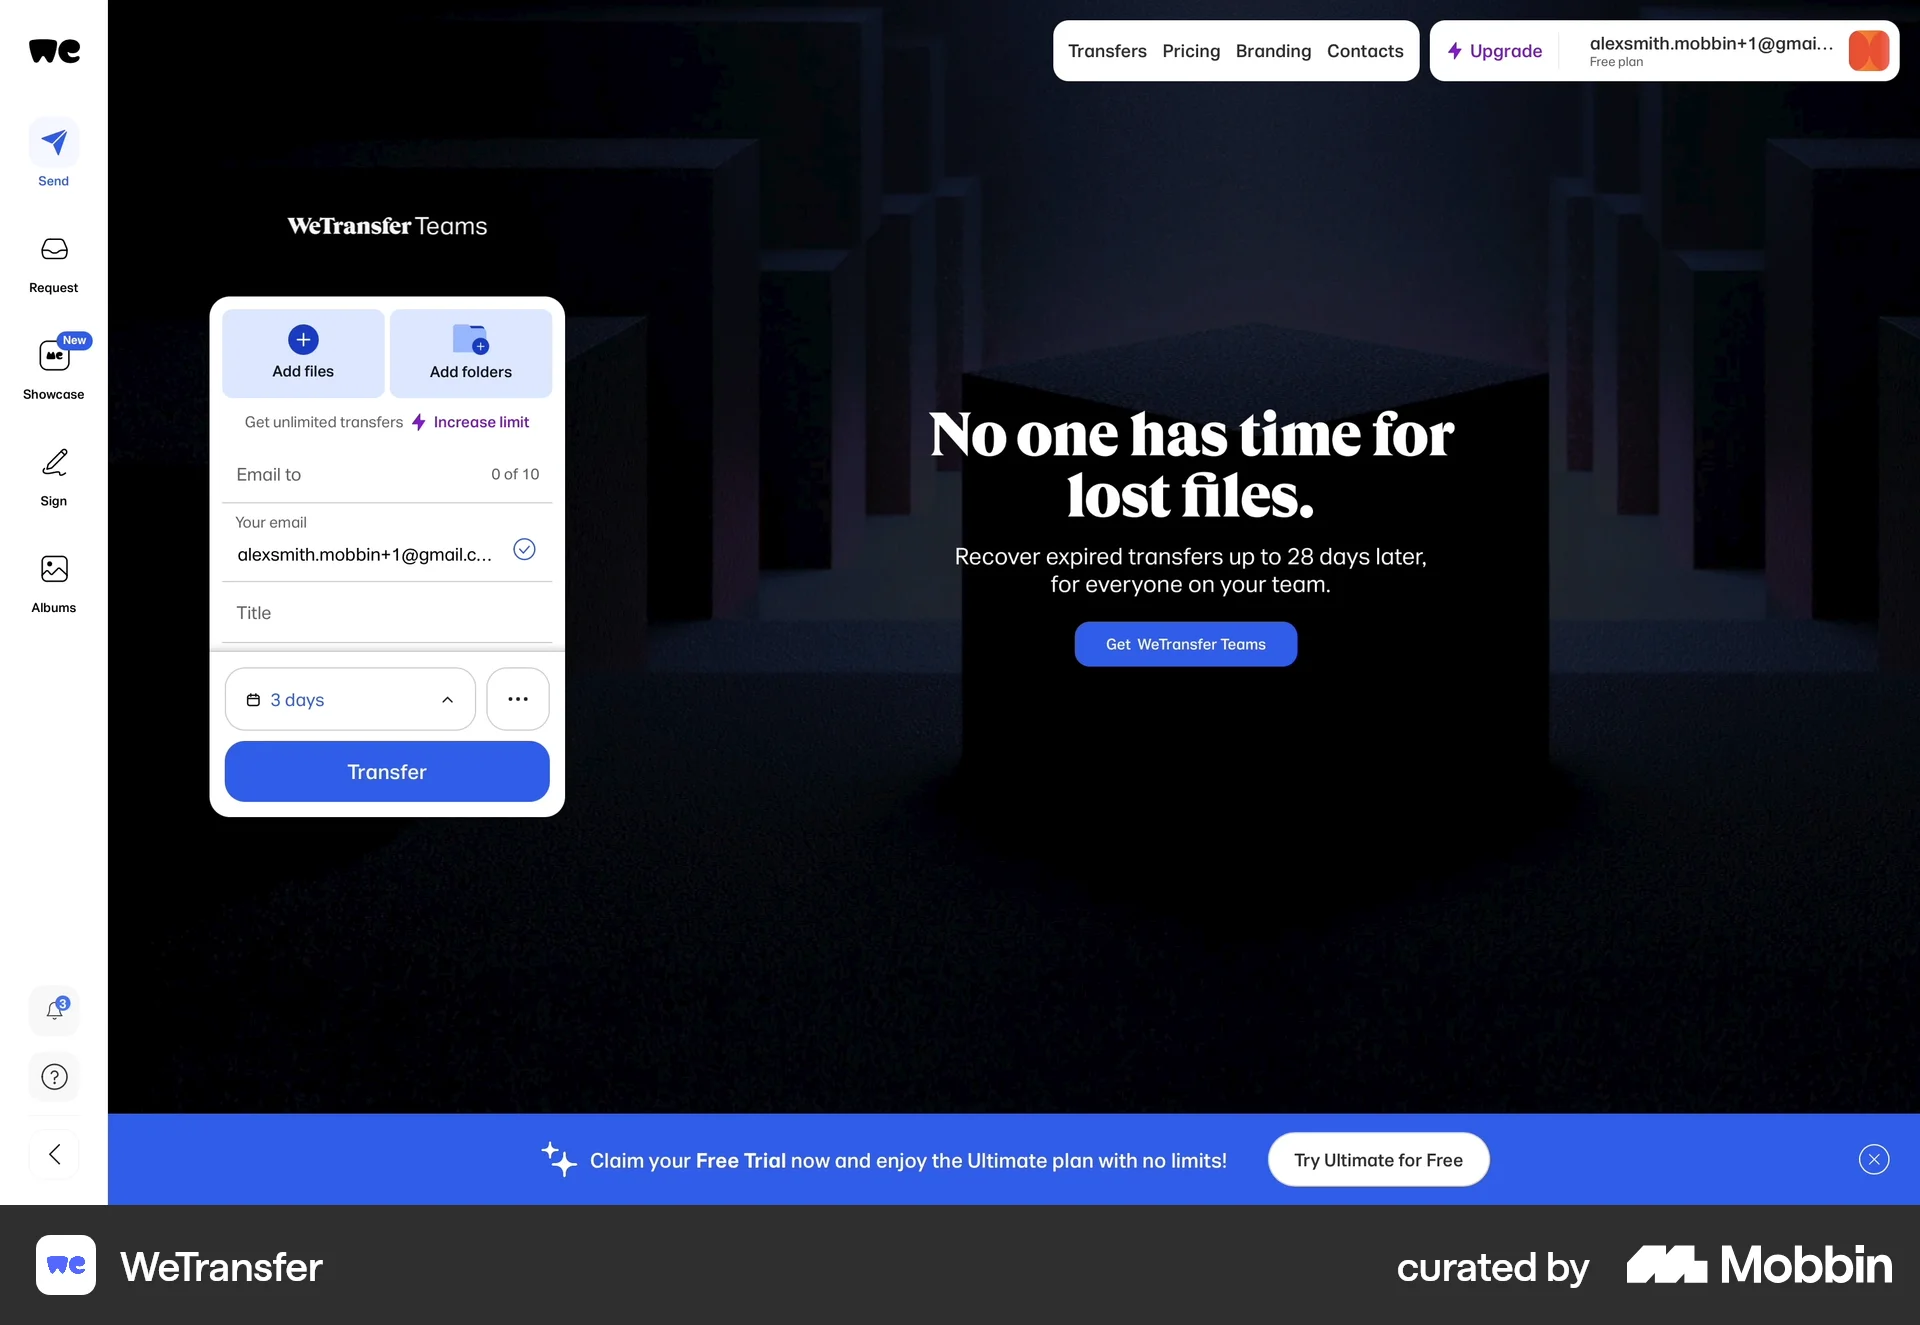 we
Transfers Pricing Branding Contacts
Upgrade
alexsmith.mobbin+1@gmai...
Free plan
Send
Request
New
we
Showcase
Sign
Albums
3
?
WeTransfer Teams
Add files
Add folders
Get unlimited transfers Increase limit
Email to 0 of 10
Your email
alexsmith.mobbin+1@gmail.c...
Title
3 days
Transfer
No one has time for
lost files.
Recover expired transfers up to 28 days later,
for everyone on your team.
Get WeTransfer Teams
Claim your Free Trial now and enjoy the Ultimate plan with no limits!
Try Ultimate for Free
we
WeTransfer
curated by
Mobbin